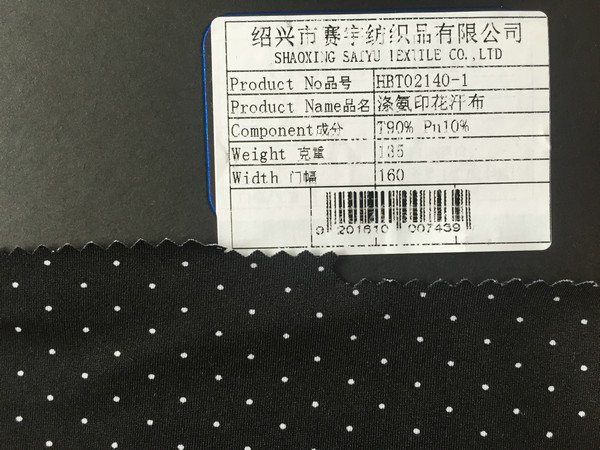 绍兴市赛宇纺织品有限公司
SHAOXING SAIYU TEXTILE CO.,LTD
Product No品号 HBT02140-1
Product Name品名 涤氨印花汗布
Component成分 T90% Pu10%
Weight 克重 185
Width 门幅 160
0 201610 007439